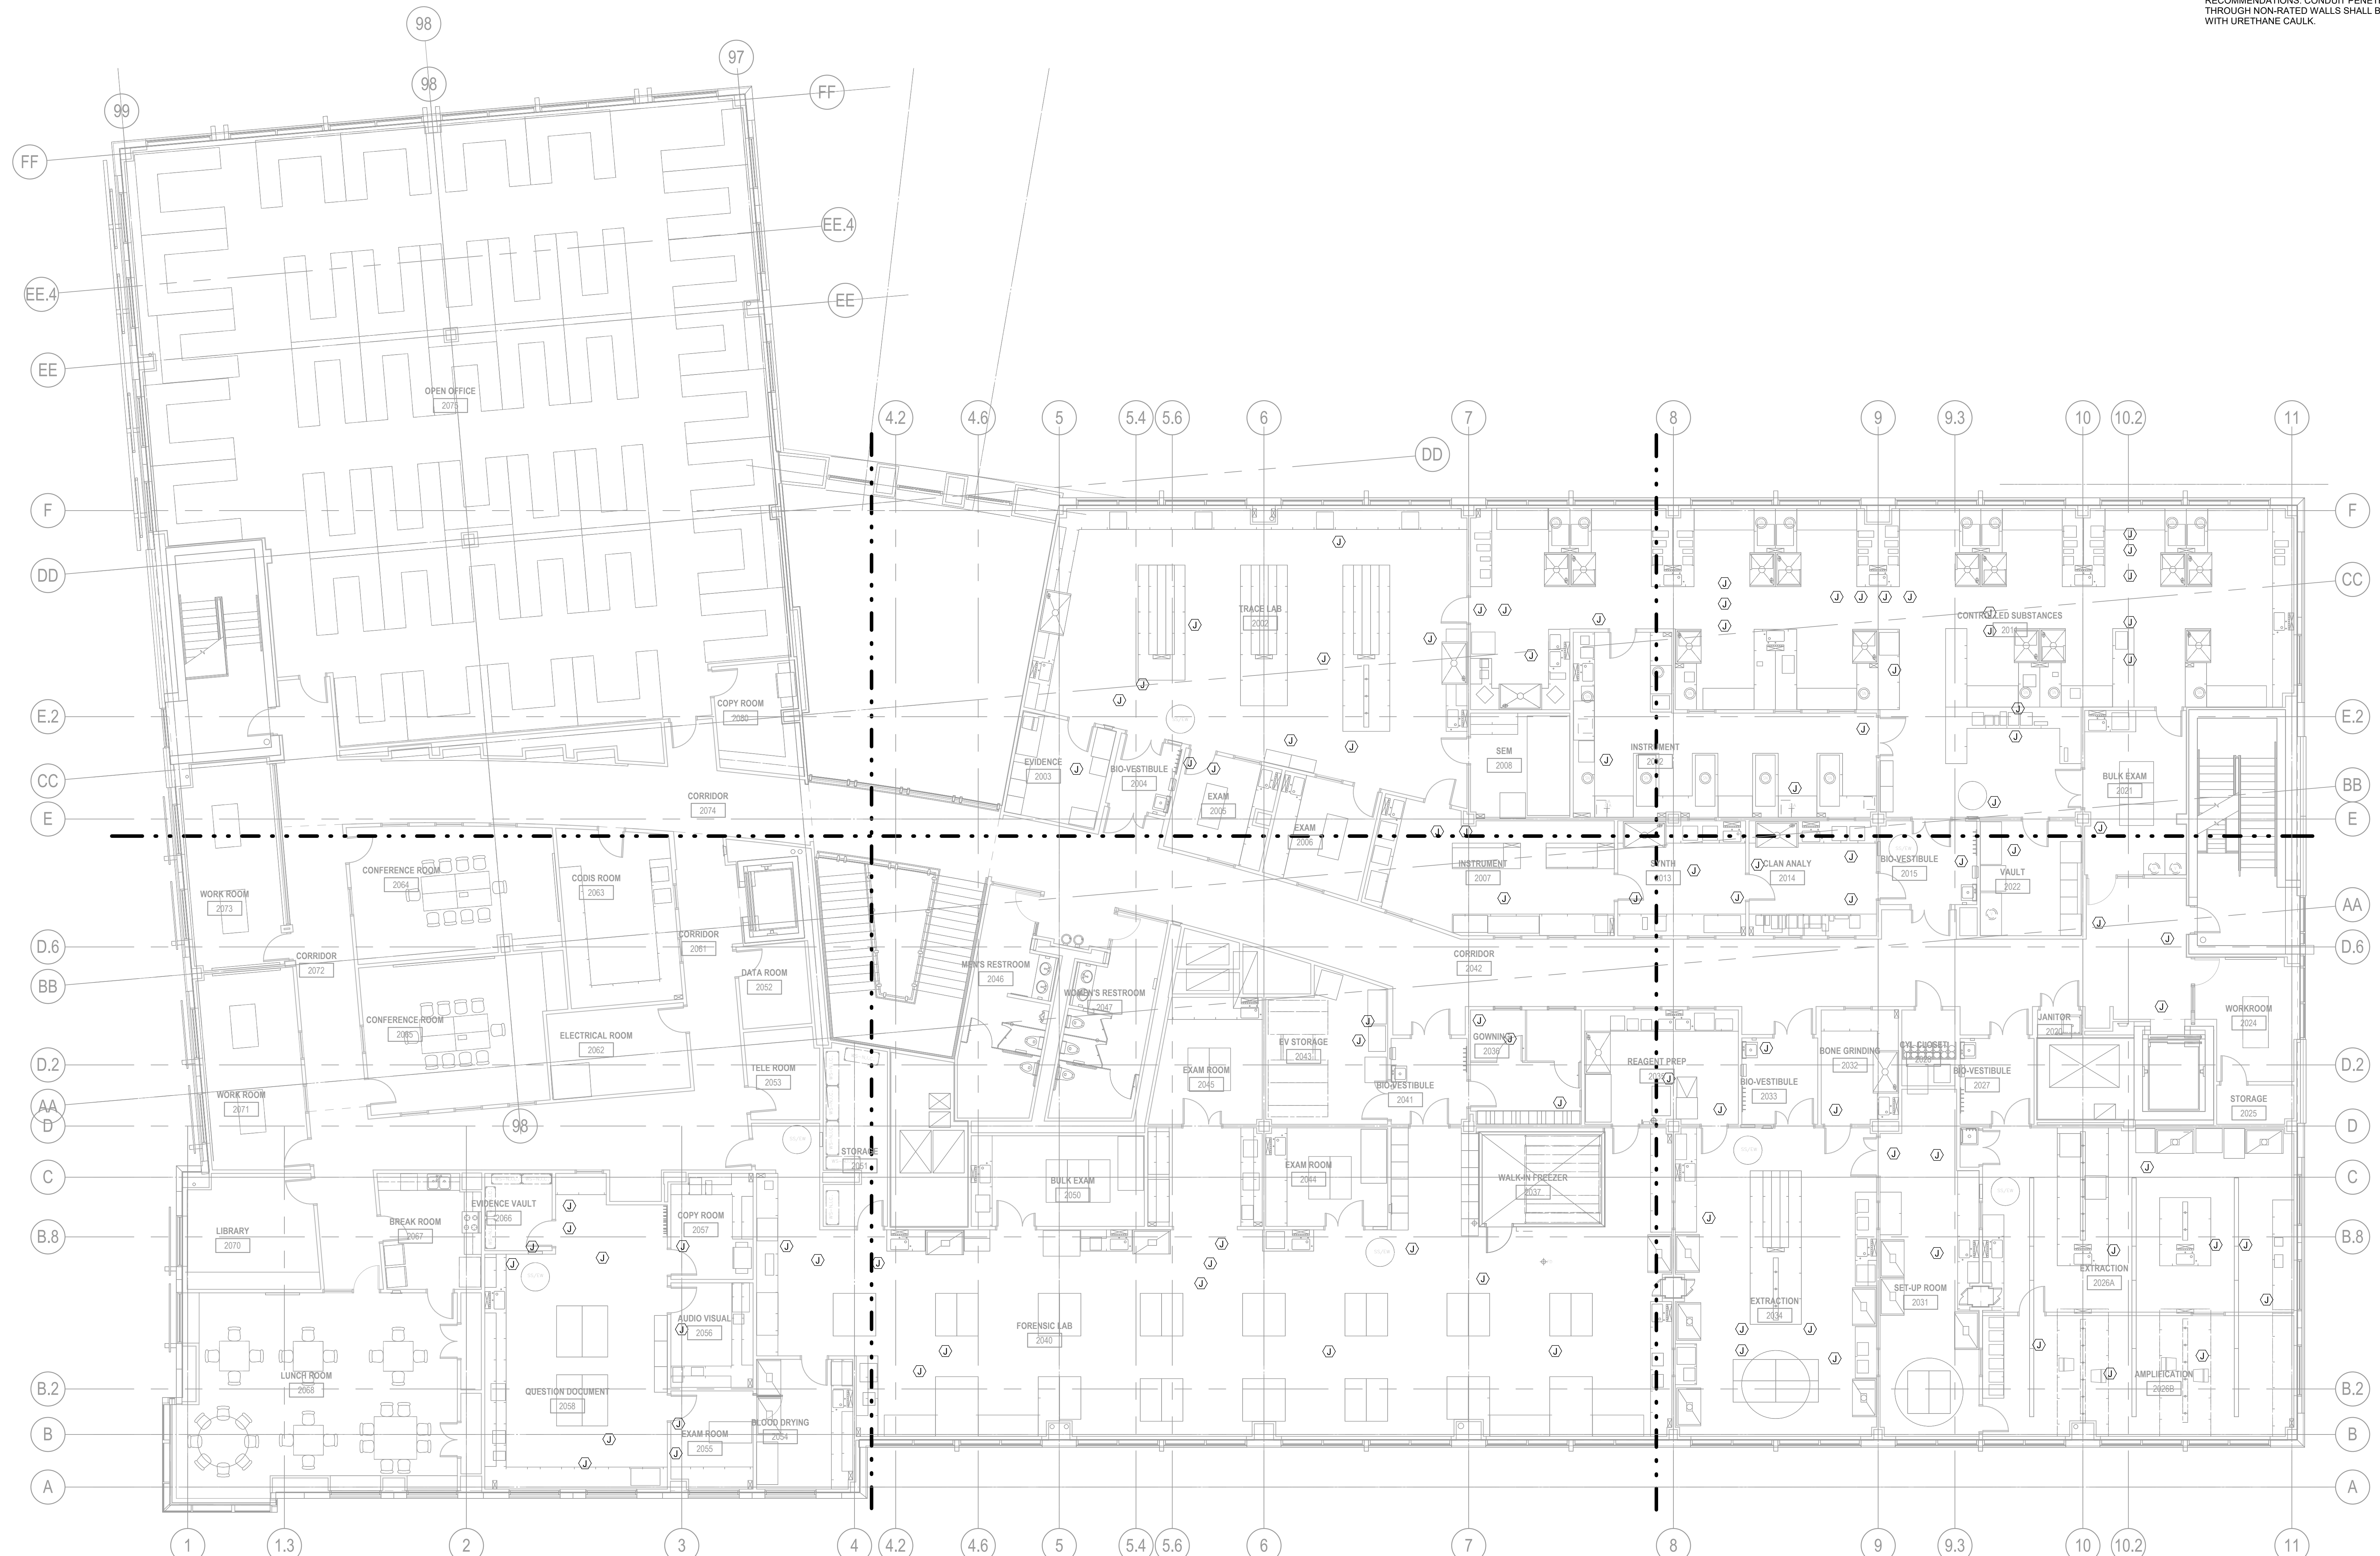 RECOMMENDATIONS. CONDUIT PENET
THROUGH NON-RATED WALLS SHALL B
WITH URETHANE CAULK.
98
97
98
99
FF
FF
EE.4
EE.4
EE
EE
OPEN OFFICE
4.2
4.6
5
5.4
5.6
6
7
8
9
9.3
10
10.2
11
DD
F
F
DD
CC
TRACE LAB
2002
CONTROLLED SUBSTANCES
E.2
E.2
COPY ROOM
2080
CC
BB
EVIDENCE
2003
BIO-VESTIBULE
2004
SEM
2008
INSTRUMENT
BULK EXAM
2021
EXAM
2005
CORRIDOR
2074
E
E
EXAM
2006
CONFERENCE ROOM
2064
CODIS ROOM
2063
WORK ROOM
2073
INSTRUMENT
2007
SYNTH
2013
CLAN ANALY
2014
BIO-VESTIBULE
2015
VAULT
2022
AA
D.6
D.6
CORRIDOR
2061
CORRIDOR
2072
BB
DATA ROOM
2052
MEN'S RESTROOM
2046
WOMEN'S RESTROOM
2047
CORRIDOR
2042
CONFERENCE ROOM
2065
ELECTRICAL ROOM
2062
EV STORAGE
2043
GOWNING
2036
JANITOR
2020
WORKROOM
2024
D.2
D.2
TELE ROOM
2053
EXAM ROOM
2045
BIO-VESTIBULE
2041
REAGENT PREP
BONE GRINDING
2032
CYL CLOSET
BIO-VESTIBULE
2033
BIO-VESTIBULE
2027
AA
WORK ROOM
2071
STORAGE
2025
D
D
98
STORAGE
2051
C
C
BULK EXAM
2050
EXAM ROOM
2044
WALK-IN FREEZER
2037
EVIDENCE VAULT
2066
COPY ROOM
2057
BREAK ROOM
2067
LIBRARY
2070
B.8
B.8
EXTRACTION
2026A
EXTRACTION
2034
SET-UP ROOM
2031
FORENSIC LAB
2040
AUDIO VISUAL
2056
LUNCH ROOM
2068
QUESTION DOCUMENT
2058
AMPLIFICATION
2026B
B.2
B.2
BLOOD DRYING
2054
EXAM ROOM
2055
B
B
A
A
1
1.3
2
3
4
4.2
4.6
5
5.4
5.6
6
7
8
9
9.3
10
10.2
11